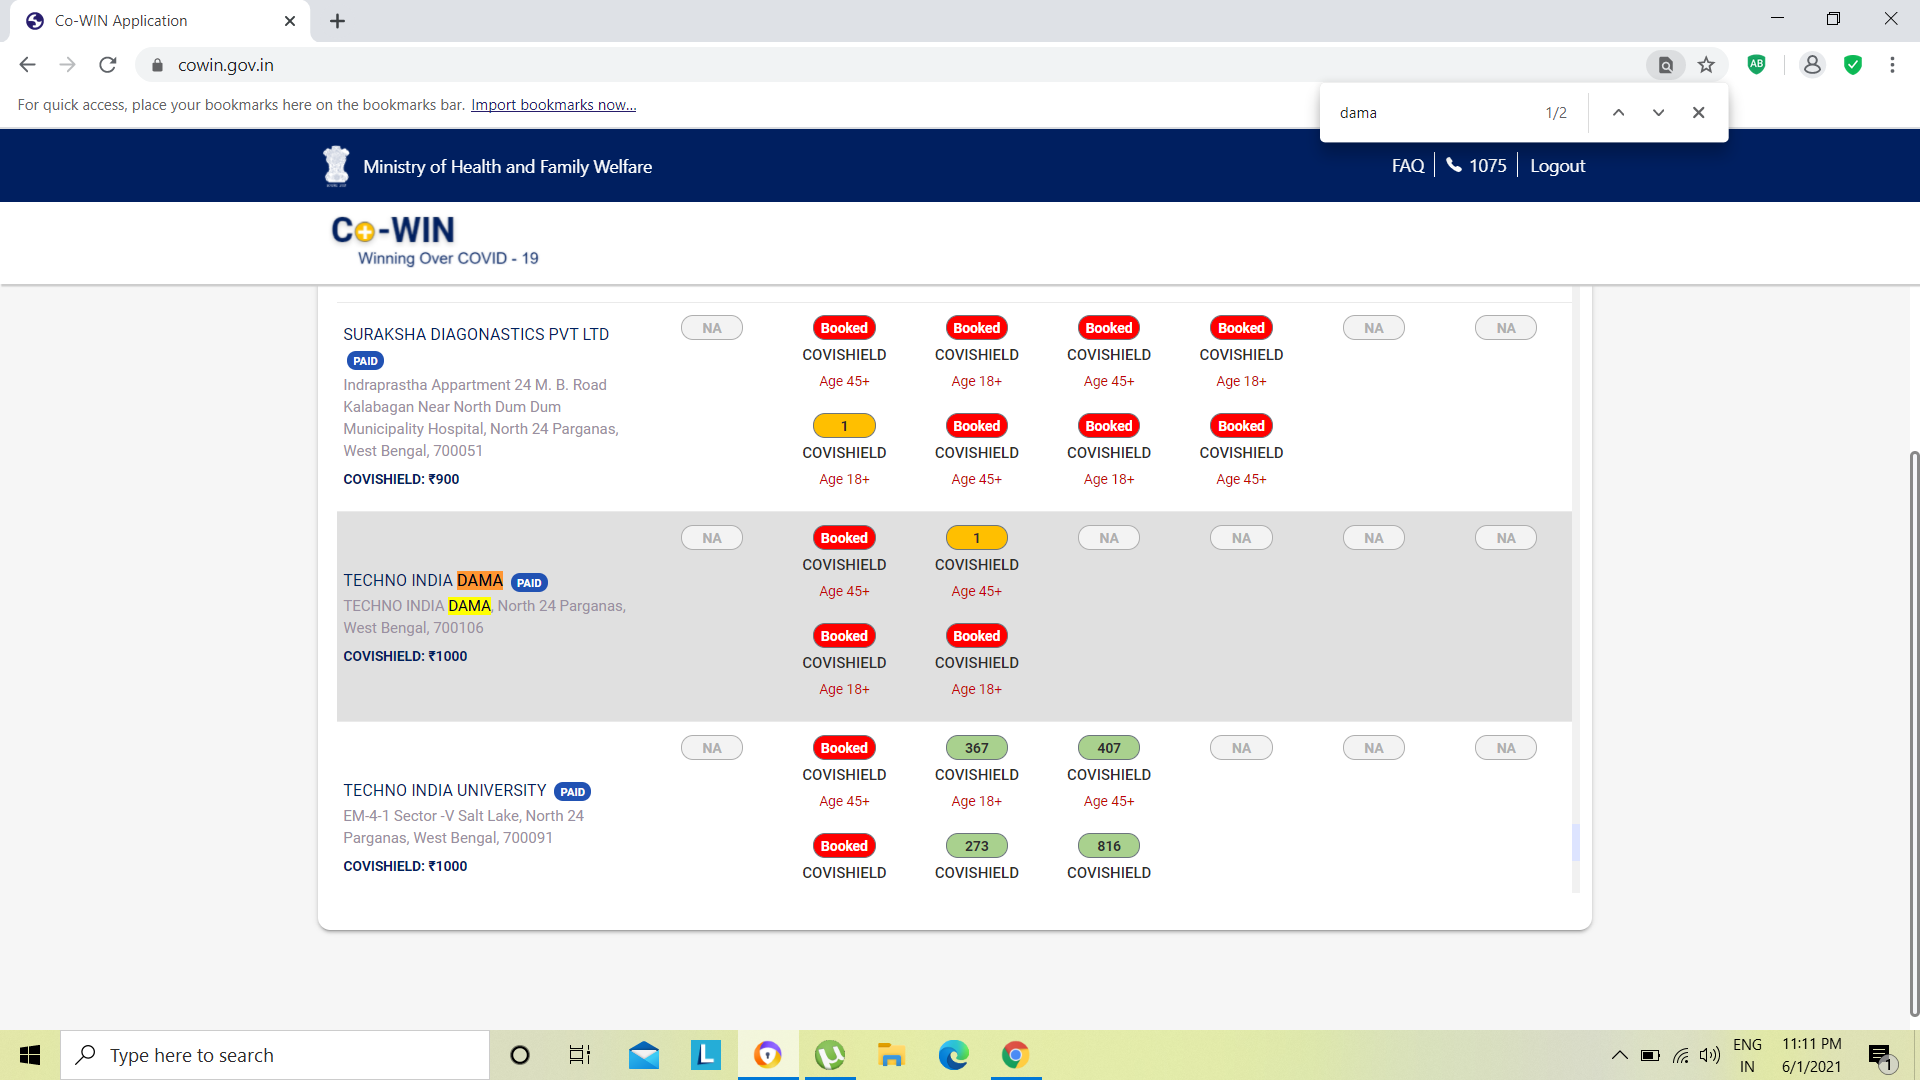 Co-WIN Application
cowin.gov.in
AB
For quick access, place your bookmarks here on the bookmarks bar. Import bookmarks now...
dama 1/2
Ministry of Health and Family Welfare
FAQ 1075 Logout
Co-WIN
Winning Over COVID - 19
SURAKSHA DIAGONASTICS PVT LTD
PAID
Indraprastha Appartment 24 M. B. Road
Kalabagan Near North Dum Dum
Municipality Hospital, North 24 Parganas,
West Bengal, 700051
COVISHIELD: ₹900
NA Booked Booked Booked Booked NA NA
COVISHIELD COVISHIELD COVISHIELD COVISHIELD
Age 45+ Age 18+ Age 45+ Age 18+
1 Booked Booked Booked
COVISHIELD COVISHIELD COVISHIELD COVISHIELD
Age 18+ Age 45+ Age 18+ Age 45+
TECHNO INDIA DAMA PAID
TECHNO INDIA DAMA, North 24 Parganas,
West Bengal, 700106
COVISHIELD: ₹1000
NA Booked 1 NA NA NA NA
COVISHIELD COVISHIELD
Age 45+ Age 45+
Booked Booked
COVISHIELD COVISHIELD
Age 18+ Age 18+
TECHNO INDIA UNIVERSITY PAID
EM-4-1 Sector -V Salt Lake, North 24
Parganas, West Bengal, 700091
COVISHIELD: ₹1000
NA Booked 367 407 NA NA NA
COVISHIELD COVISHIELD COVISHIELD
Age 45+ Age 18+ Age 45+
Booked 273 816
COVISHIELD COVISHIELD COVISHIELD
Type here to search
L
ENG
IN
11:11 PM
6/1/2021
1